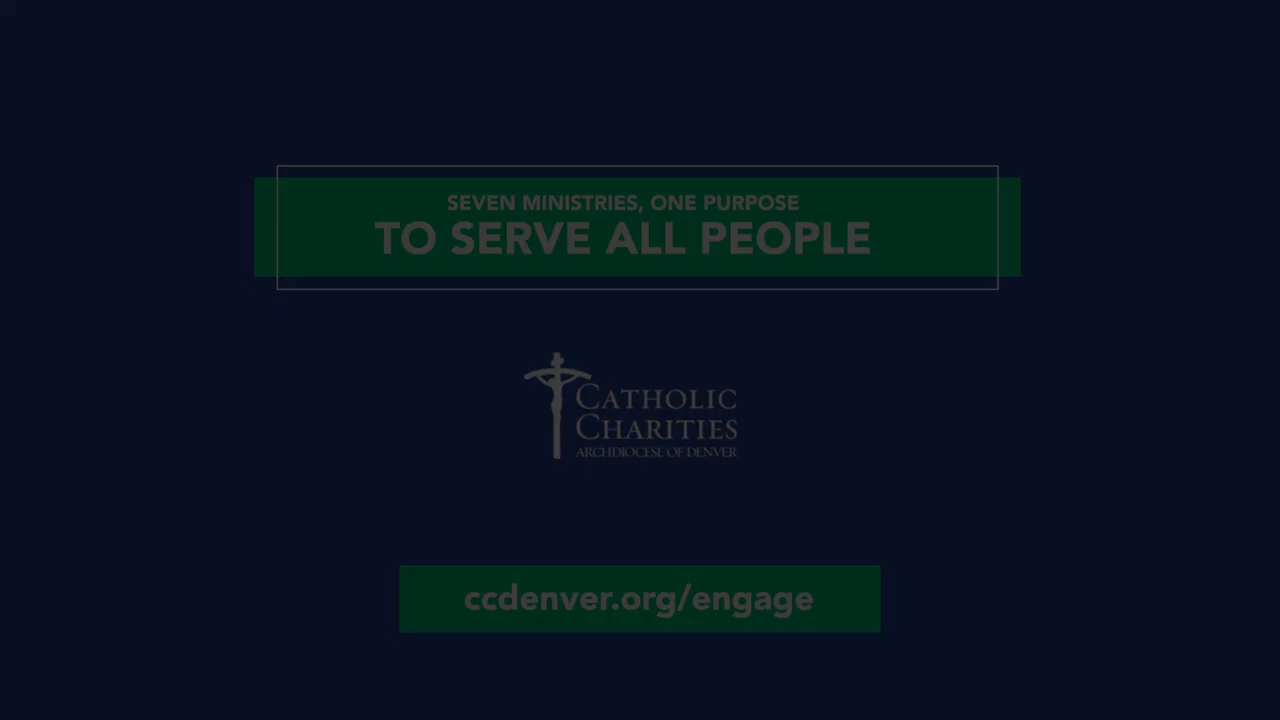 SEVEN MINISTRIES, ONE PURPOSE
TO SERVE ALL PEOPLE
CATHOLIC
CHARITIES
ARCHDIOCESE OF DENVER
ccdenver.org/engage